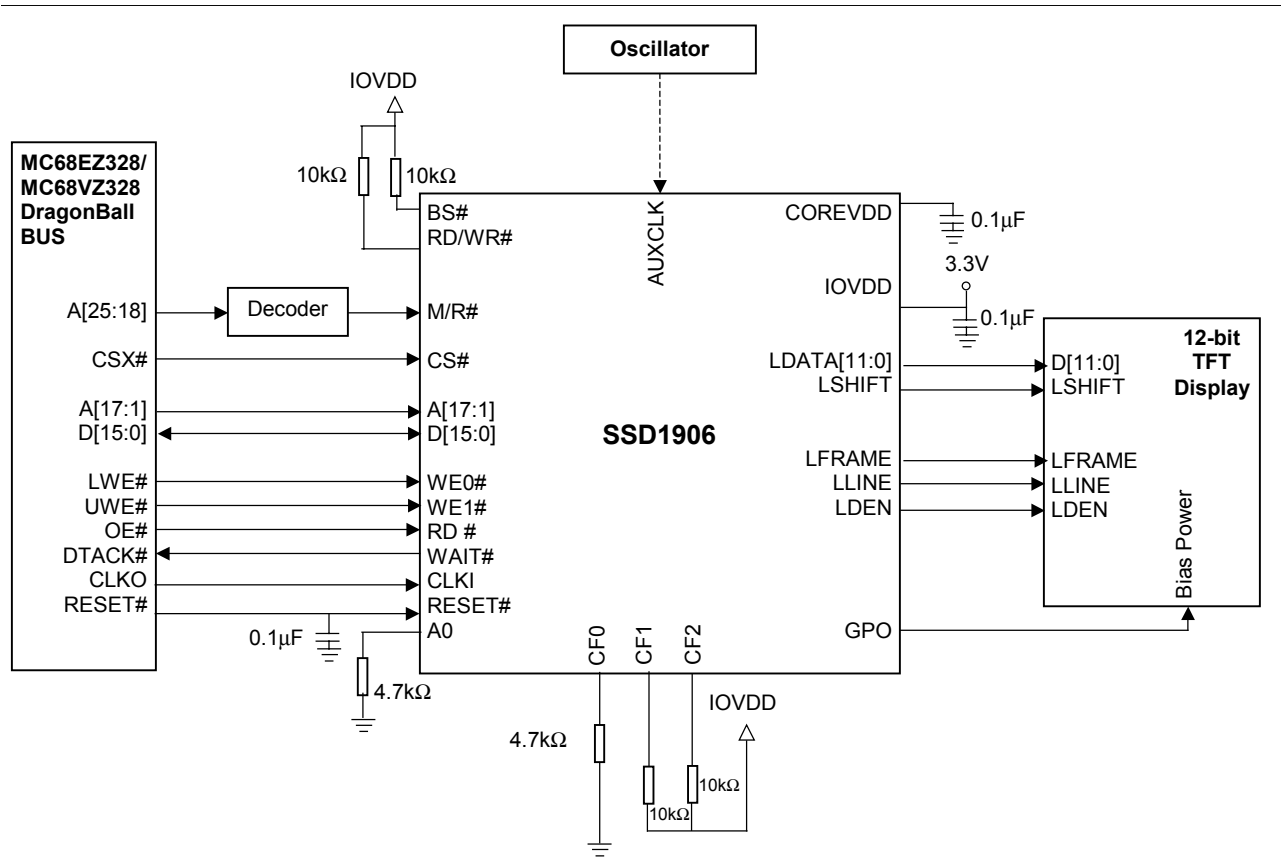 Oscillator
IOVDD
10kΩ
10kΩ
MC68EZ328/
MC68VZ328
DragonBall
BUS
A[25:18]
CSX#
A[17:1]
D[15:0]
LWE#
UWE#
OE#
DTACK#
CLKO
RESET#
Decoder
0.1μF
4.7kΩ
BS#
RD/WR#
M/R#
CS#
A[17:1]
D[15:0]
WE0#
WE1#
RD #
WAIT#
CLKI
RESET#
A0
AUXCLK
SSD1906
CF0
CF1
CF2
COREVDD
IOVDD
LDATA[11:0]
LSHIFT
LFRAME
LLINE
LDEN
GPO
0.1μF
3.3V
0.1μF
12-bit
TFT
Display
D[11:0]
LSHIFT
LFRAME
LLINE
LDEN
Bias Power
4.7kΩ
IOVDD
10kΩ
10kΩ